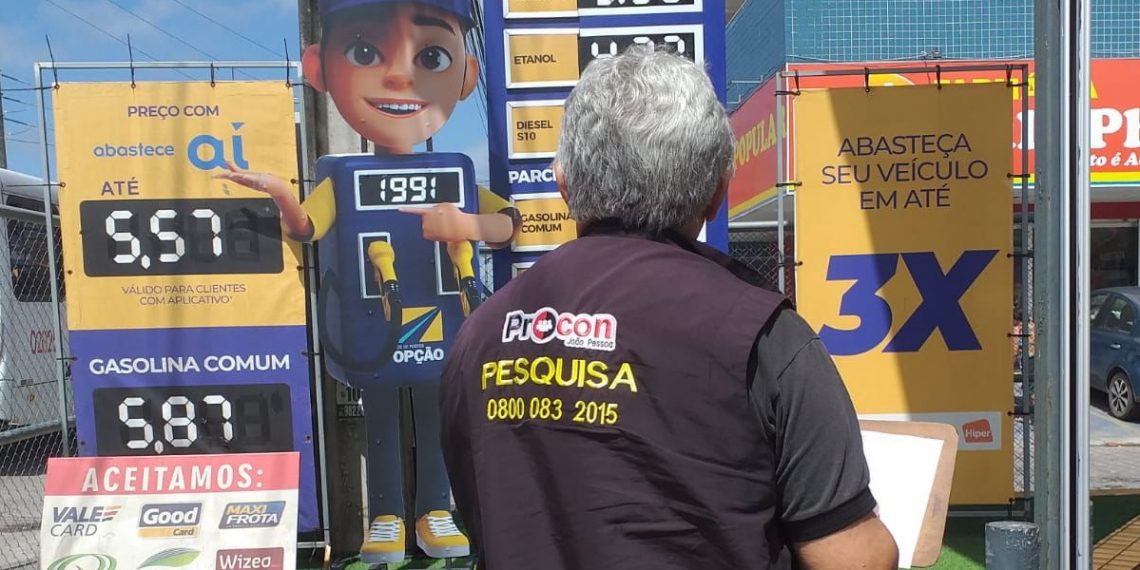 PREÇO COM
abastece aí
ATÉ
5,57
VÁLIDO PARA CLIENTES
COM APLICATIVO*
GASOLINA COMUM
5,87
ACEITAMOS:
VALE
CARD
Good
Card
MAXI
FROTA
Wizeo
1991
OPÇÃO
ETANOL
DIESEL
S10
GASOLINA
COMUM
Procon
João Pessoa
PESQUISA
0800 083 2015
POPULA
ABASTEÇA
SEU VEÍCULO
EM ATÉ
3X
ABASTEÇA
Hiper